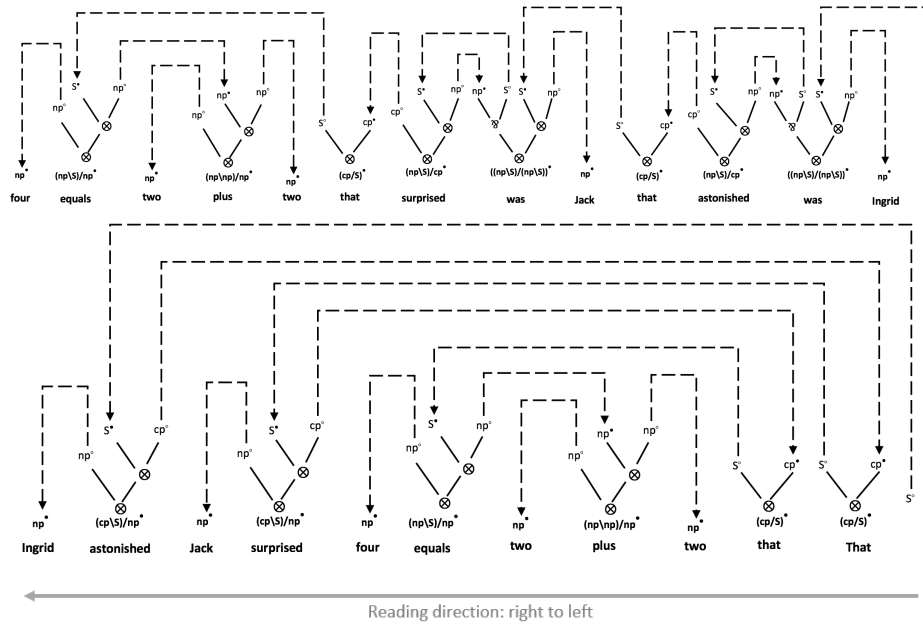 S• np° np• np° S• np° np• S° S• np° S• np° np• S° S• np°
np° np° S° cp• cp° ⅋ S° cp• cp° ⅋
⊗ ⊗ ⊗ ⊗ ⊗ ⊗
⊗ ⊗ ⊗ ⊗ ⊗ ⊗ ⊗ ⊗
np• (np\S)/np• np• (np\np)/np• np• (cp/S)• (np\S)/cp• ((np\S)/(np\S))• np• (cp/S)• (np\S)/cp• ((np\S)/(np\S))• np•
four equals two plus two that surprised was Jack that astonished was Ingrid
S• cp° S• cp° S• np° np• np°
np° np° np° np° S° cp• S° cp•
⊗ ⊗ ⊗ ⊗ S°
⊗ ⊗ ⊗ ⊗ ⊗ ⊗
np• (cp\S)/np• np• (cp\S)/np• np• (np\S)/np• np• (np\np)/np• np• (cp/S)• (cp/S)•
Ingrid astonished Jack surprised four equals two plus two that That
Reading direction: right to left